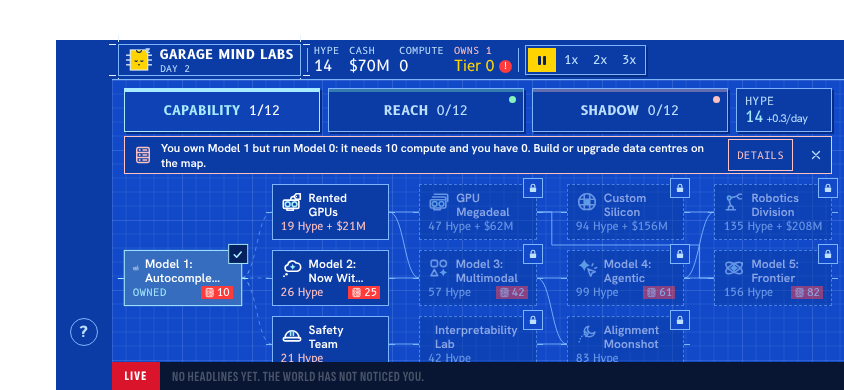 GARAGE MIND LABS
DAY 2
HYPE
14
CASH
$70M
COMPUTE
0
OWNS 1
Tier 0 !
1x 2x 3x
CAPABILITY 1/12
REACH 0/12
SHADOW 0/12
HYPE
14 +0.3/day
You own Model 1 but run Model 0: it needs 10 compute and you have 0. Build or upgrade data centres on
the map.
DETAILS
Rented
GPUs
19 Hype + $21M
GPU
Megadeal
47 Hype + $62M
Custom
Silicon
94 Hype + $156M
Robotics
Division
135 Hype + $208M
Model 1:
Autocomple...
OWNED 10
Model 2:
Now Wit...
26 Hype 25
Model 3:
Multimodal
57 Hype 42
Model 4:
Agentic
99 Hype 61
Model 5:
Frontier
156 Hype 82
Safety
Team
21 Hype
Interpretability
Lab
42 Hype
Alignment
Moonshot
83 Hype
?
LIVE
NO HEADLINES YET. THE WORLD HAS NOT NOTICED YOU.